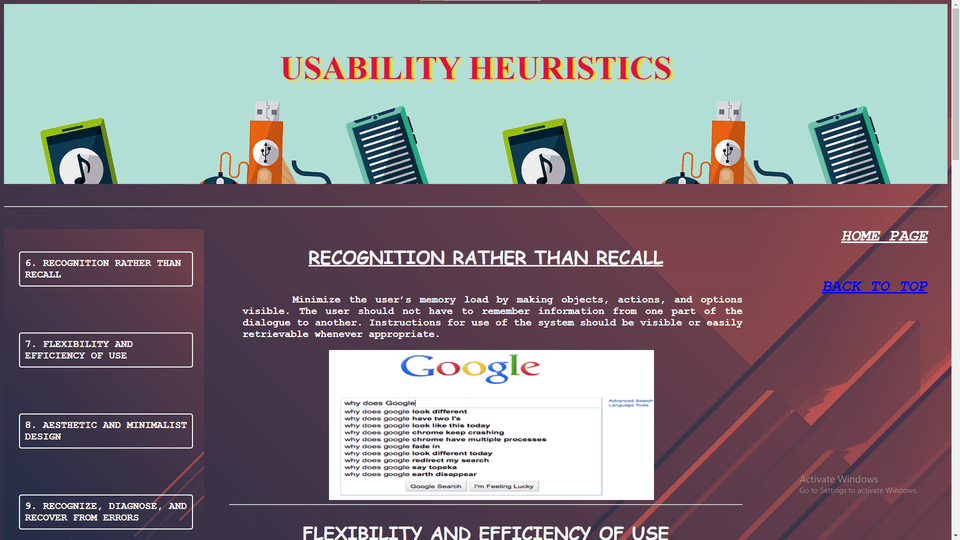 USABILITY HEURISTICS
HOME PAGE
BACK TO TOP
6. RECOGNITION RATHER THAN
RECALL
7. FLEXIBILITY AND
EFFICIENCY OF USE
8. AESTHETIC AND MINIMALIST
DESIGN
9. RECOGNIZE, DIAGNOSE, AND
RECOVER FROM ERRORS
RECOGNITION RATHER THAN RECALL
Minimize the user’s memory load by making objects, actions, and options
visible. The user should not have to remember information from one part of the
dialogue to another. Instructions for use of the system should be visible or easily
retrievable whenever appropriate.
Google
why does Google
Advanced Search
Language Tools
why does google look different
why does google have two l's
why does google look like this today
why does google chrome keep crashing
why does google chrome have multiple processes
why does google fade in
why does google look different today
why does google redirect my search
why does google say topeka
why does google earth disappear
Google Search
I'm Feeling Lucky
FLEXIBILITY AND EFFICIENCY OF USE
Activate Windows
Go to Settings to activate Windows.